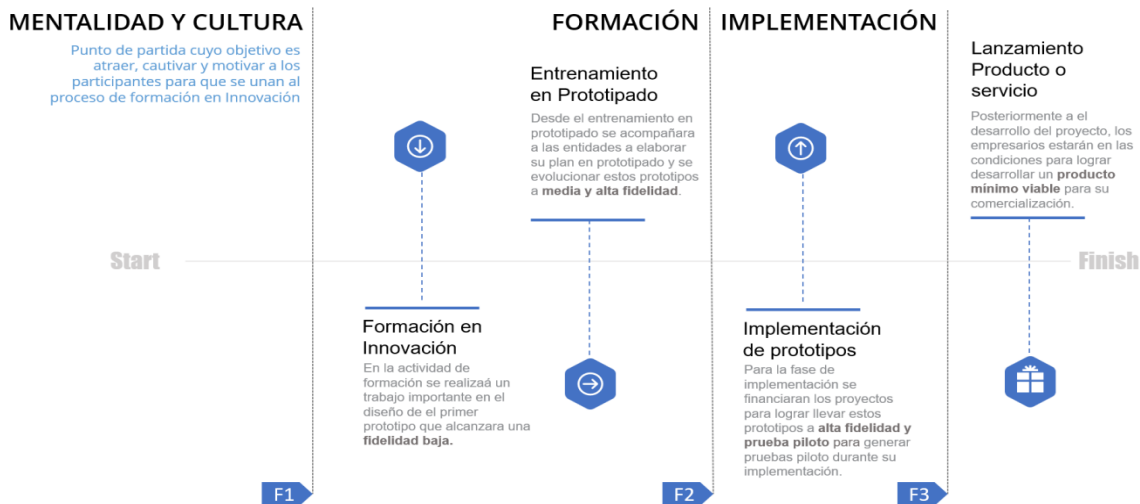 MENTALIDAD Y CULTURA
Punto de partida cuyo objetivo es
atraer, cautivar y motivar a los
participantes para que se unan al
proceso de formación en Innovación
FORMACIÓN
IMPLEMENTACIÓN
Entrenamiento
en Prototipado
Desde el entrenamiento en
prototipado se acompañara
a las entidades a elaborar
su plan en prototipado y se
evolucionar estos prototipos
a media y alta fidelidad.
Lanzamiento
Producto o
servicio
Posteriormente a el
desarrollo del proyecto, los
empresarios estarán en las
condiciones para lograr
desarrollar un producto
mínimo viable para su
comercialización.
Start
Finish
Formación en
Innovación
En la actividad de
formación se realizaá un
trabajo importante en el
diseño de el primer
prototipo que alcanzara una
fidelidad baja.
Implementación
de prototipos
Para la fase de
implementación se
financiaran los proyectos
para lograr llevar estos
prototipos a alta fidelidad y
prueba piloto para generar
pruebas piloto durante su
implementación.
F1
F2
F3